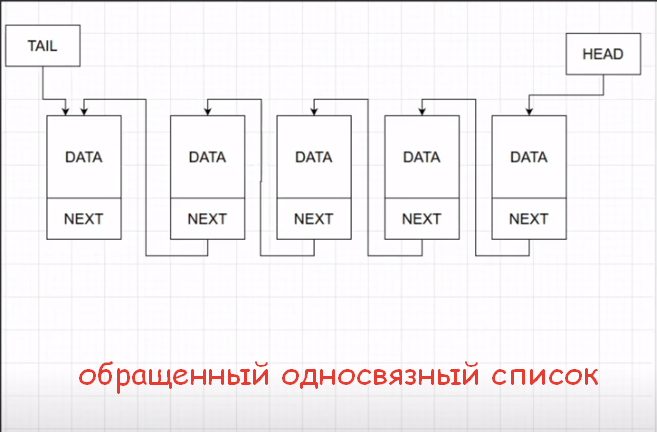 TAIL
HEAD
DATA DATA DATA DATA DATA
NEXT NEXT NEXT NEXT NEXT
обращенный односвязный список